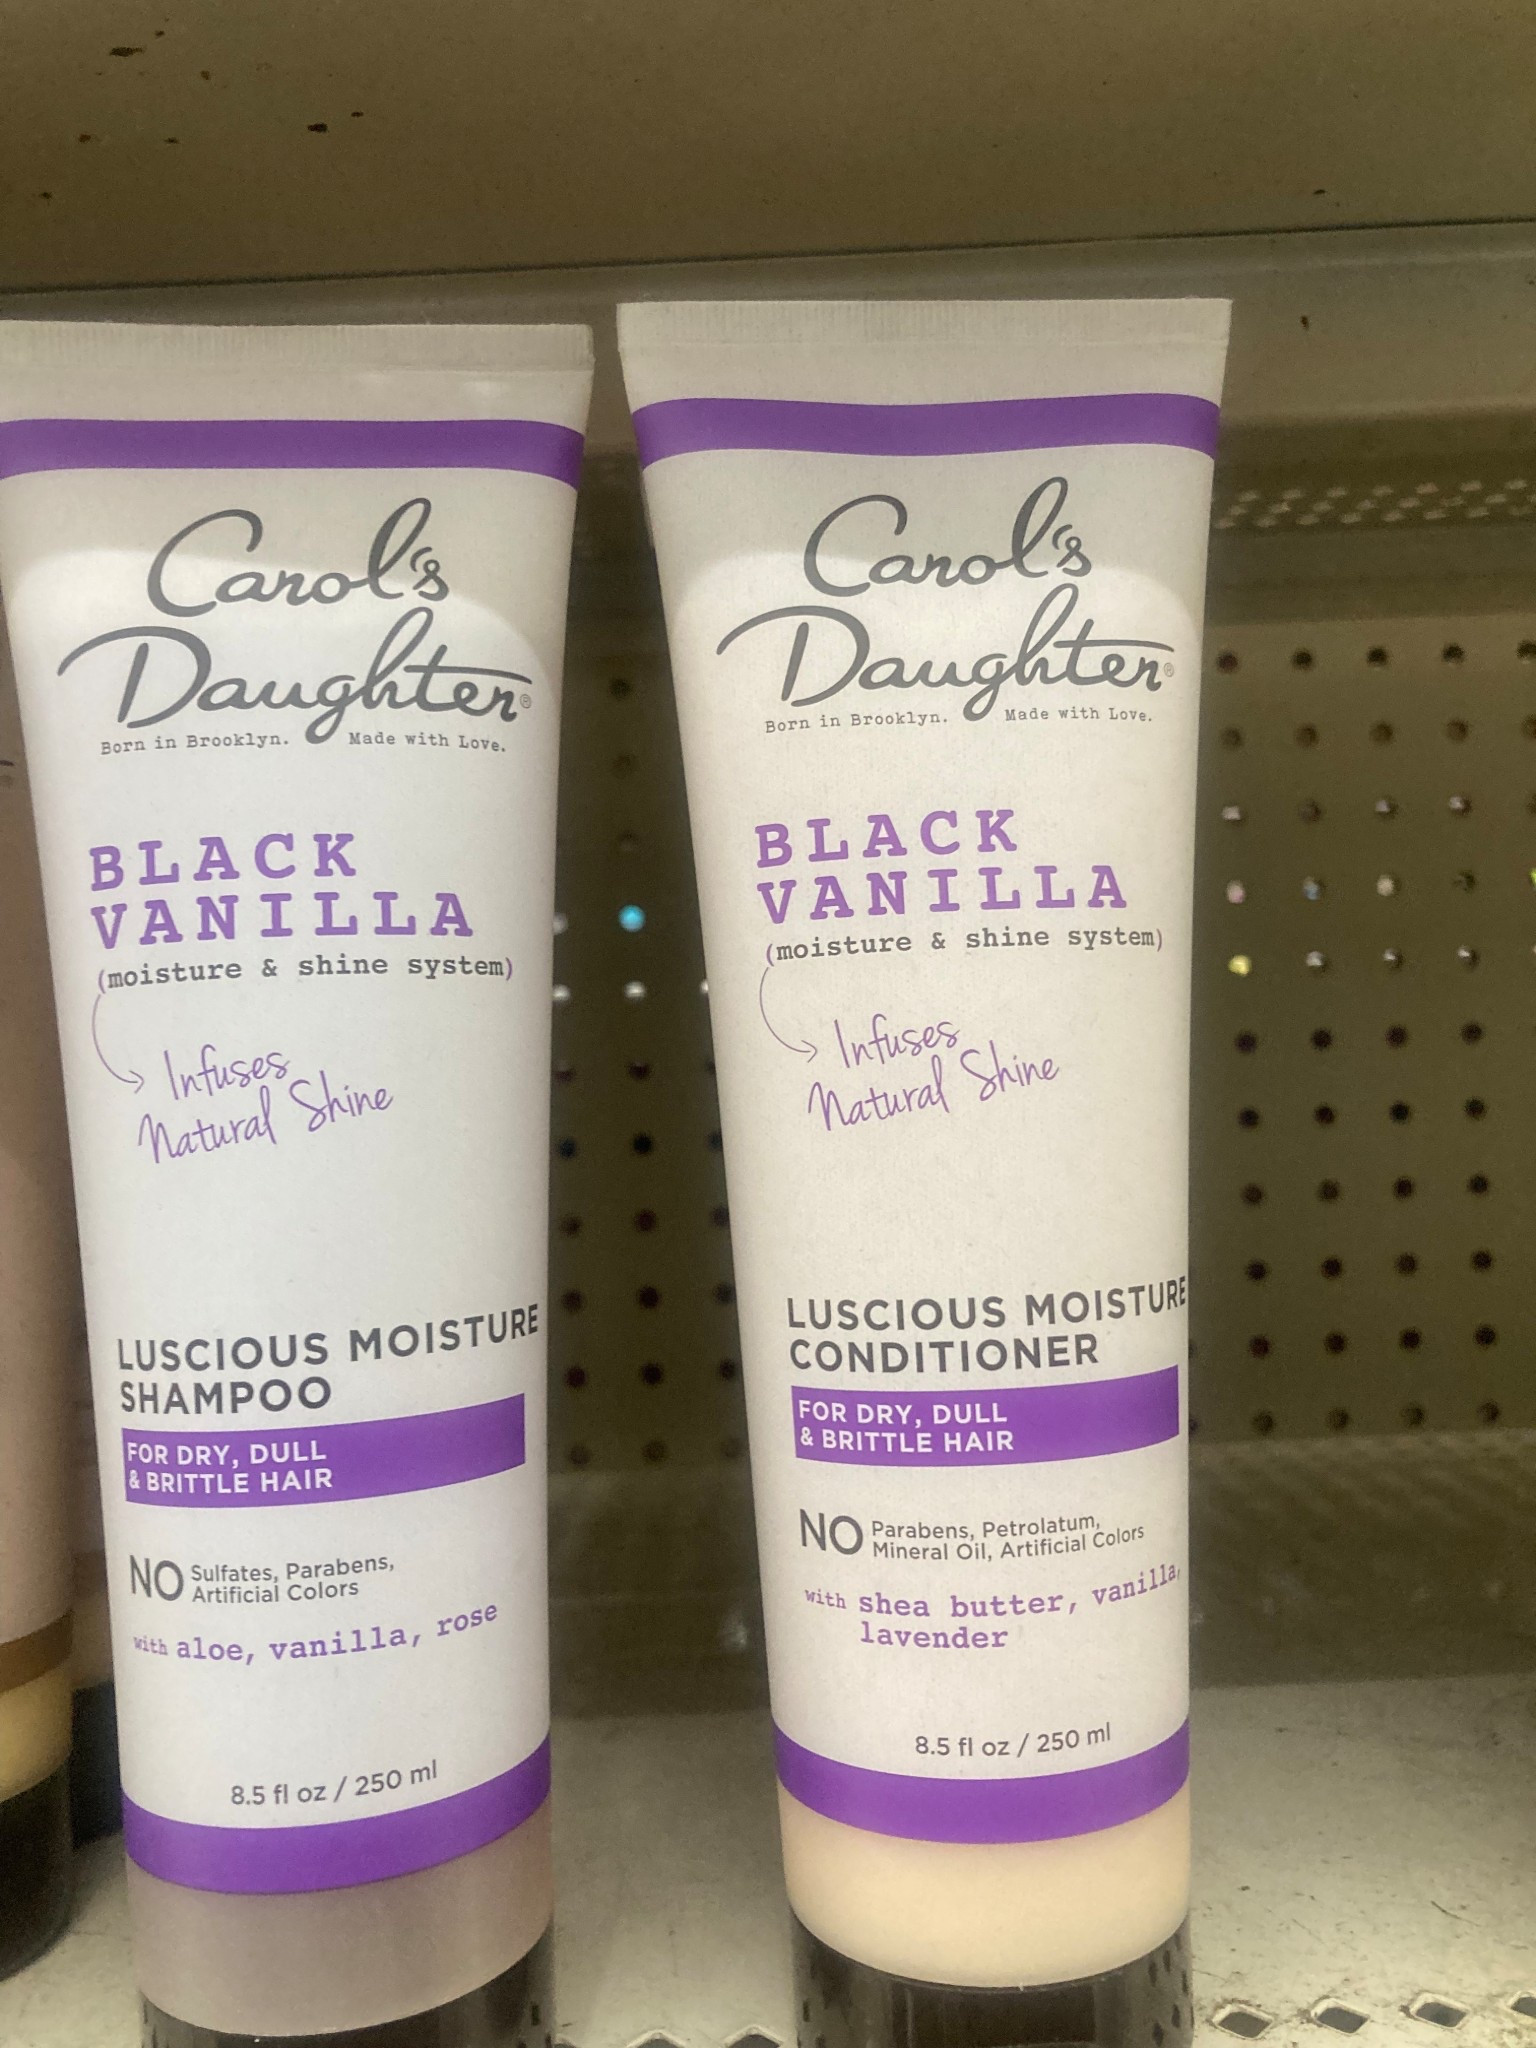 Carol's
Daughter®
Born in Brooklyn. Made with Love.
BLACK
VANILLA
(moisture & shine system)
Infuses
Natural Shine
LUSCIOUS MOISTURE
SHAMPOO
FOR DRY, DULL
& BRITTLE HAIR
NO Sulfates, Parabens,
Artificial Colors
with aloe, vanilla, rose
8.5 fl oz / 250 ml
Carol's
Daughter®
Born in Brooklyn. Made with Love.
BLACK
VANILLA
(moisture & shine system)
Infuses
Natural Shine
LUSCIOUS MOISTURE
CONDITIONER
FOR DRY, DULL
& BRITTLE HAIR
NO Parabens, Petrolatum,
Mineral Oil, Artificial Colors
with shea butter, vanilla,
lavender
8.5 fl oz / 250 ml